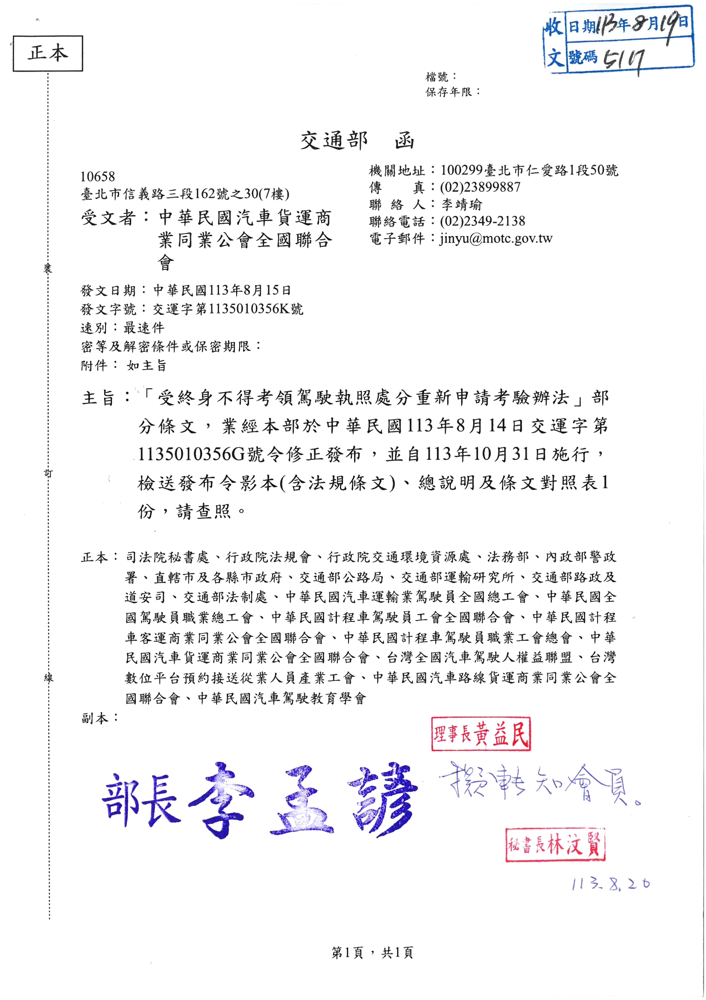 正本
收文
日期113年8月19日
號碼5117
檔號：
保存年限：
交通部　函
10658
臺北市信義路三段162號之30(7樓)
受文者：中華民國汽車貨運商
業同業公會全國聯合
會
機關地址：100299臺北市仁愛路1段50號
傳　　真：(02)23899887
聯 絡 人：李靖瑜
聯絡電話：(02)2349-2138
電子郵件：jinyu@motc.gov.tw
發文日期：中華民國113年8月15日
發文字號：交運字第1135010356K號
速別：最速件
密等及解密條件或保密期限：
附件：如主旨
主旨：「受終身不得考領駕駛執照處分重新申請考驗辦法」部
分條文，業經本部於中華民國113年8月14日交運字第
1135010356G號令修正發布，並自113年10月31日施行，
檢送發布令影本(含法規條文)、總說明及條文對照表1
份，請查照。
正本：司法院秘書處、行政院法規會、行政院交通環境資源處、法務部、內政部警政
署、直轄市及各縣市政府、交通部公路局、交通部運輸研究所、交通部路政及
道安司、交通部法制處、中華民國汽車運輸業駕駛員全國總工會、中華民國全
國駕駛員職業總工會、中華民國計程車駕駛員工會全國聯合會、中華民國計程
車客運商業同業公會全國聯合會、中華民國計程車駕駛員職業工會總會、中華
民國汽車貨運商業同業公會全國聯合會、台灣全國汽車駕駛人權益聯盟、台灣
數位平台預約接送從業人員產業工會、中華民國汽車路線貨運商業同業公會全
國聯合會、中華民國汽車駕駛教育學會
副本：
理事長黃益民
部長李孟諺
擬轉知會員。
秘書長林汶賢
113.8.20
裝
訂
線
第1頁，共1頁